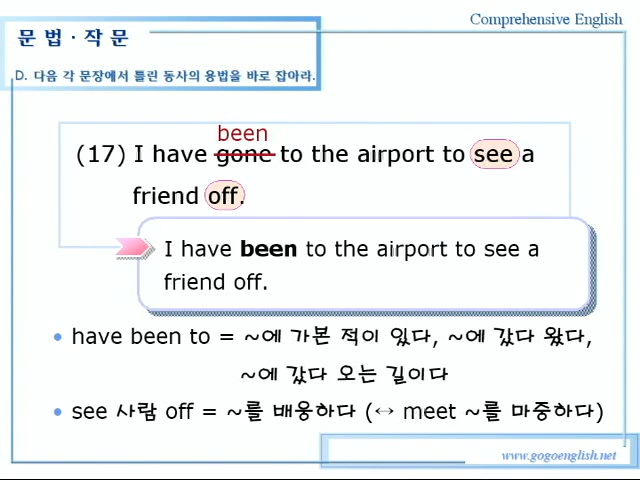 Comprehensive English
문 법 · 작 문
D. 다음 각 문장에서 틀린 동사의 용법을 바로 잡아라.
been
(17) I have gone to the airport to see a
friend off.
I have been to the airport to see a
friend off.
• have been to = ~에 가본 적이 있다, ~에 갔다 왔다,
~에 갔다 오는 길이다
• see 사람 off = ~를 배웅하다 (↔ meet ~를 마중하다)
www.gogoenglish.net